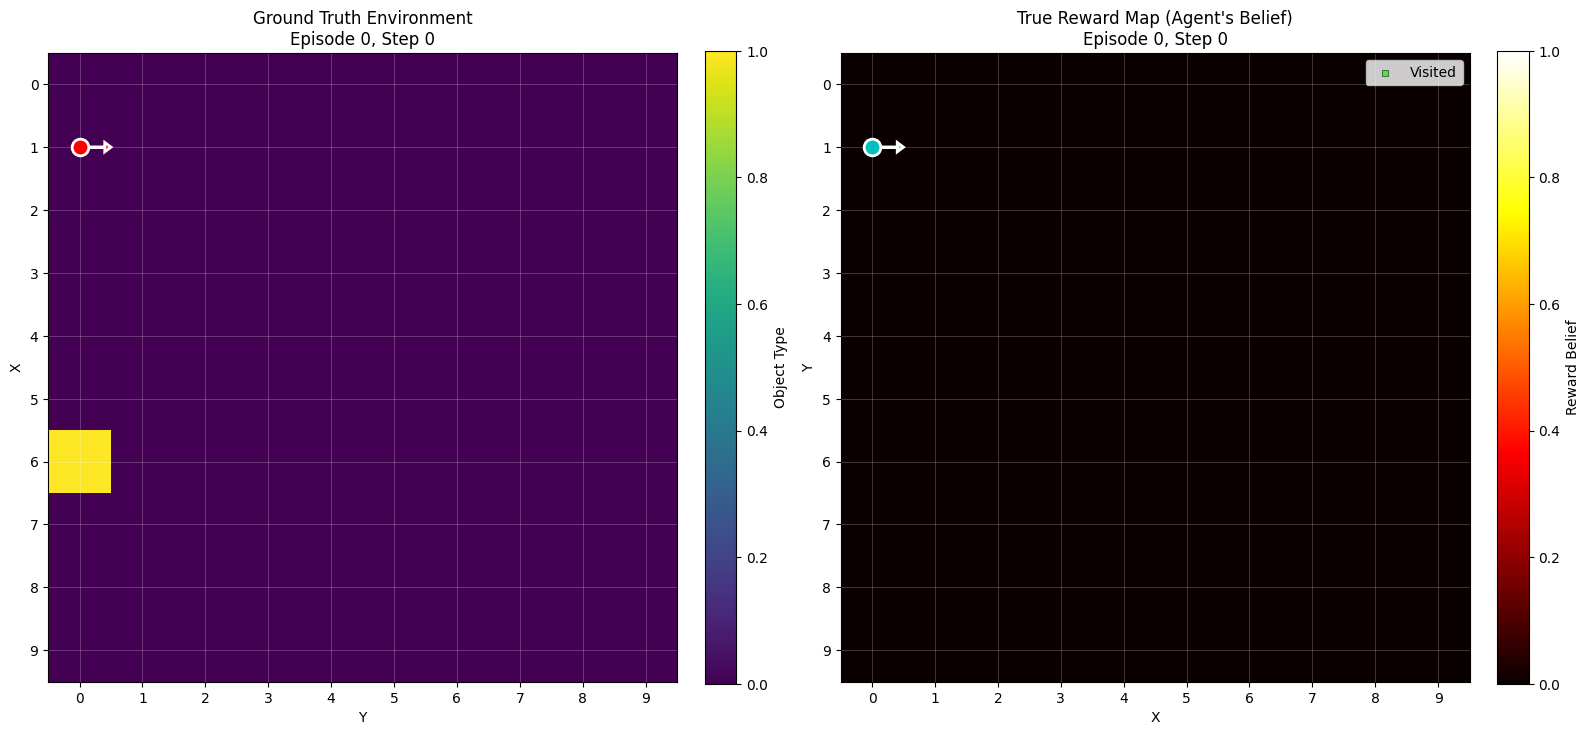 Ground Truth Environment
Episode 0, Step 0
0
1
2
3
4
5
6
7
8
9
X
0 1 2 3 4 5 6 7 8 9
Y
1.0
0.8
0.6
0.4
0.2
0.0
Object Type
True Reward Map (Agent's Belief)
Episode 0, Step 0
Visited
0
1
2
3
4
5
6
7
8
9
Y
0 1 2 3 4 5 6 7 8 9
X
1.0
0.8
0.6
0.4
0.2
0.0
Reward Belief